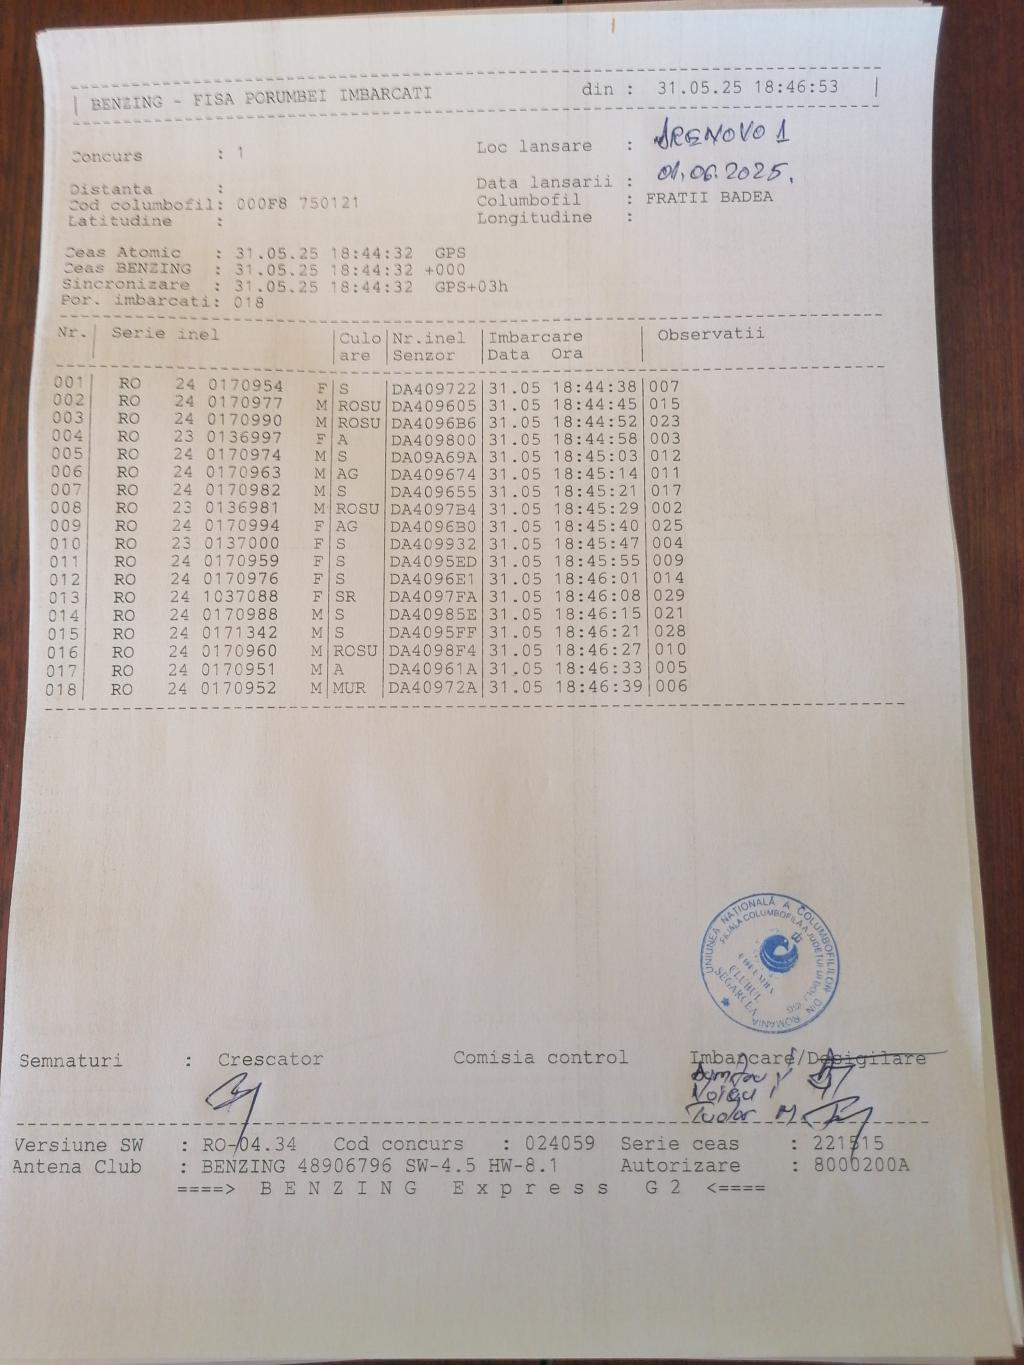 BENZING - FISA PORUMBEI IMBARCATI din : 31.05.25 18:46:53
Concurs : 1 Loc lansare : SRENOVO 1
Distanta : Data lansarii : 01.06.2025.
Cod columbofil: 000F8 750121 Columbofil : FRATII BADEA
Latitudine : Longitudine :
Ceas Atomic : 31.05.25 18:44:32 GPS
Ceas BENZING : 31.05.25 18:44:32 +000
Sincronizare : 31.05.25 18:44:32 GPS+03h
Por. imbarcati: 018
Nr. Serie inel Culo Nr.inel Imbarcare Observatii
are Senzor Data Ora
001 RO 24 0170954 F S DA409722 31.05 18:44:38 007
002 RO 24 0170977 M ROSU DA409605 31.05 18:44:45 015
003 RO 24 0170990 M ROSU DA4096B6 31.05 18:44:52 023
004 RO 23 0136997 F A DA409800 31.05 18:44:58 003
005 RO 24 0170974 M S DA09A69A 31.05 18:45:03 012
006 RO 24 0170963 M AG DA409674 31.05 18:45:14 011
007 RO 24 0170982 M S DA409655 31.05 18:45:21 017
008 RO 23 0136981 M ROSU DA4097B4 31.05 18:45:29 002
009 RO 24 0170994 F AG DA4096B0 31.05 18:45:40 025
010 RO 23 0137000 F S DA409932 31.05 18:45:47 004
011 RO 24 0170959 F S DA4095ED 31.05 18:45:55 009
012 RO 24 0170976 F S DA4096E1 31.05 18:46:01 014
013 RO 24 1037088 F SR DA4097FA 31.05 18:46:08 029
014 RO 24 0170988 M S DA40985E 31.05 18:46:15 021
015 RO 24 0171342 M S DA4095FF 31.05 18:46:21 028
016 RO 24 0170960 M ROSU DA4098F4 31.05 18:46:27 010
017 RO 24 0170951 M A DA40961A 31.05 18:46:33 005
018 RO 24 0170952 M MUR DA40972A 31.05 18:46:39 006
UNIUNEA NAȚIONALĂ A COLUMBOFILILOR DIN ROMANIA
FILIALA COLUMBOFILA A JUDETULUI DOLJ
COLUMBA
CLUBUL
SEGARCEA
Semnaturi : Crescator Comisia control Imbarcare/Desigilare
Tudor M
Versiune SW : RO-04.34 Cod concurs : 024059 Serie ceas : 221515
Antena Club : BENZING 48906796 SW-4.5 HW-8.1 Autorizare : 8000200A
====> BENZING Express G2 <====